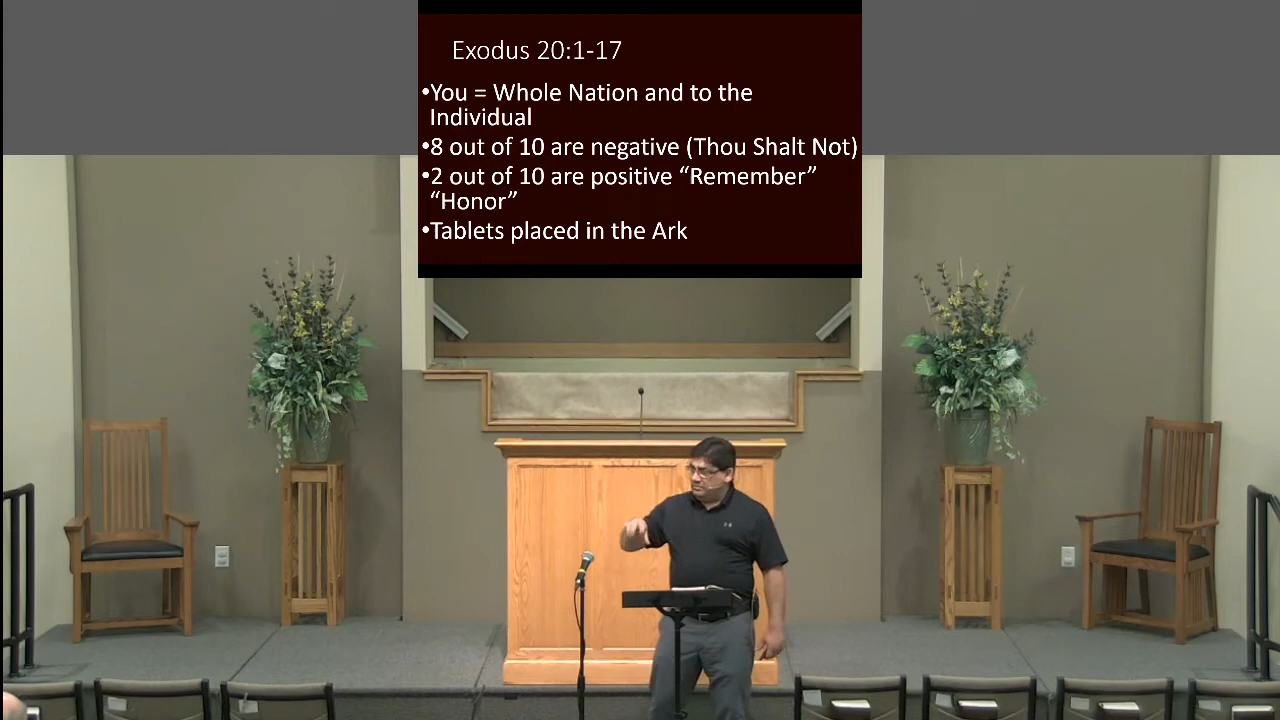 Exodus 20:1-17
•You = Whole Nation and to the
Individual
•8 out of 10 are negative (Thou Shalt Not)
•2 out of 10 are positive “Remember”
“Honor”
•Tablets placed in the Ark